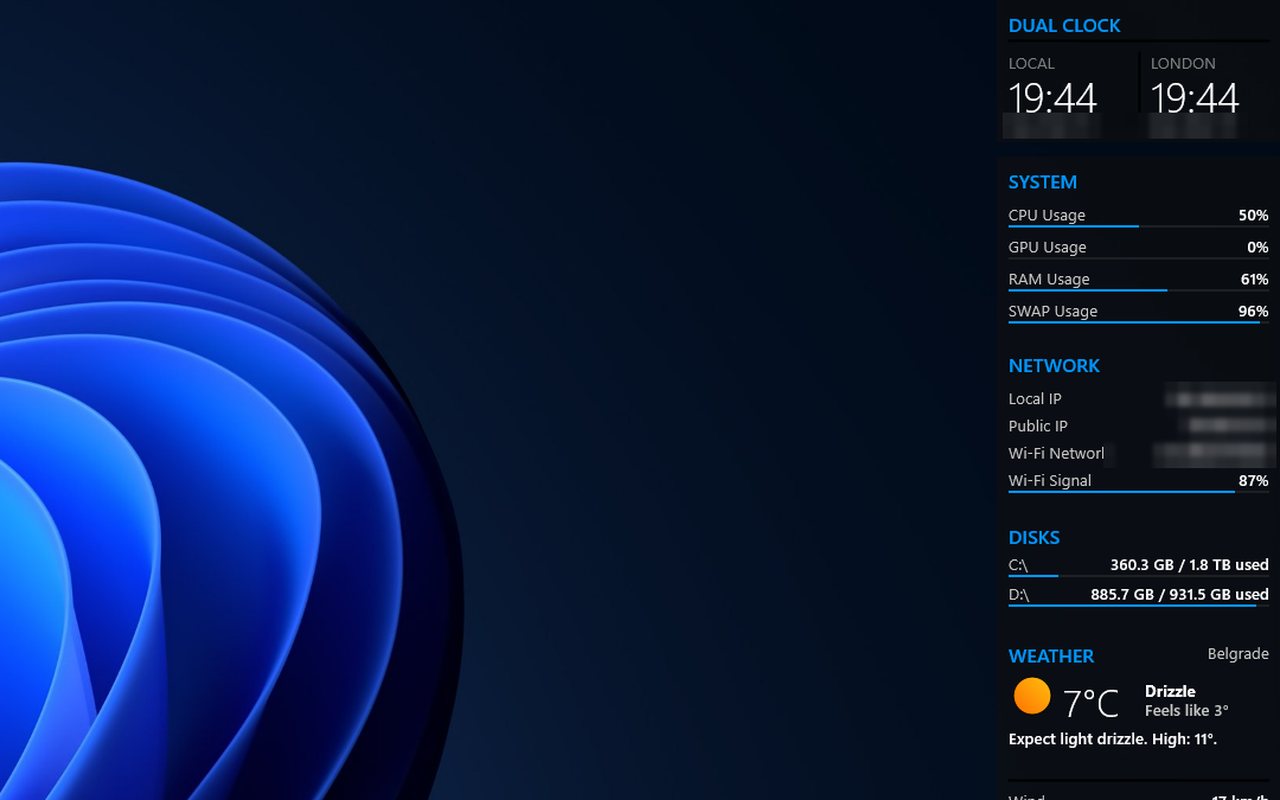 DUAL CLOCK
LOCAL LONDON
19:44 19:44
SYSTEM
CPU Usage 50%
GPU Usage 0%
RAM Usage 61%
SWAP Usage 96%
NETWORK
Local IP
Public IP
Wi-Fi
Wi-Fi Signal 87%
DISKS
C:\ 360.3 GB / 1.8 TB used
D:\ 885.7 GB / 931.5 GB used
WEATHER Belgrade
7°C Drizzle
Feels like 3°
Expect light drizzle. High: 11°.
Wind 17 km/h